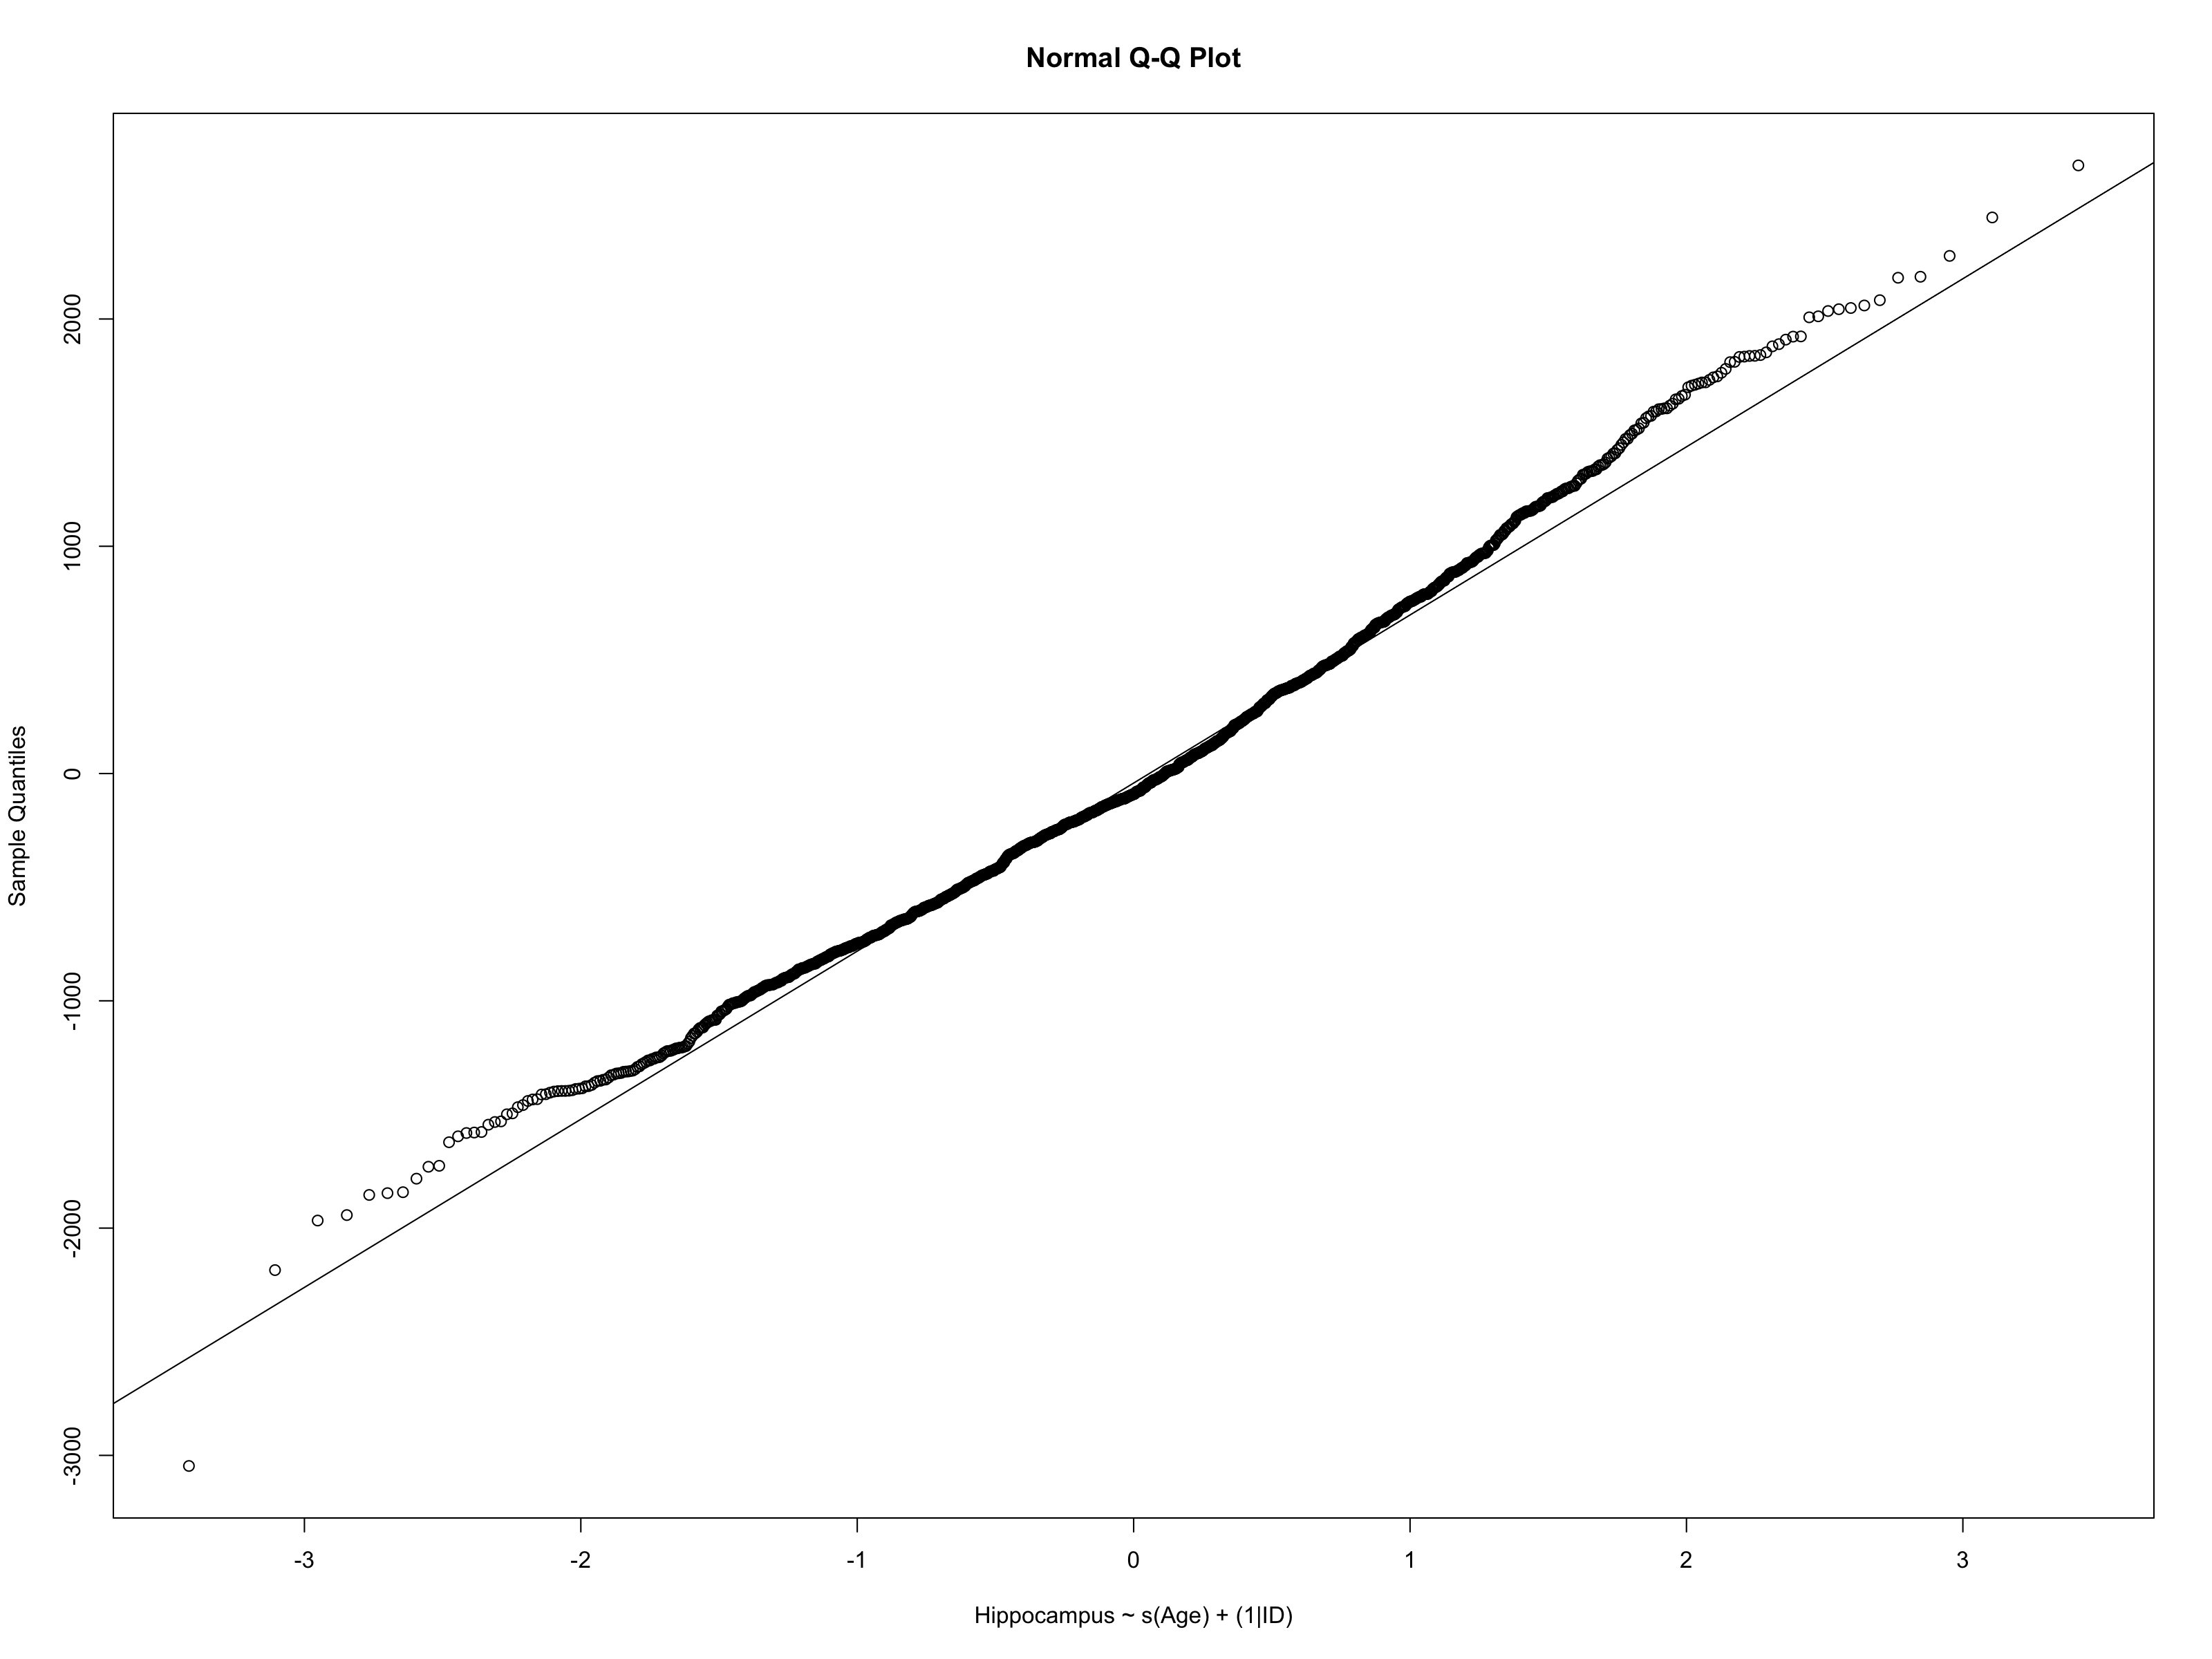 Normal Q-Q Plot
Sample Quantiles
2000
1000
0
-1000
-2000
-3000
-3 -2 -1 0 1 2 3
Hippocampus ~ s(Age) + (1|ID)